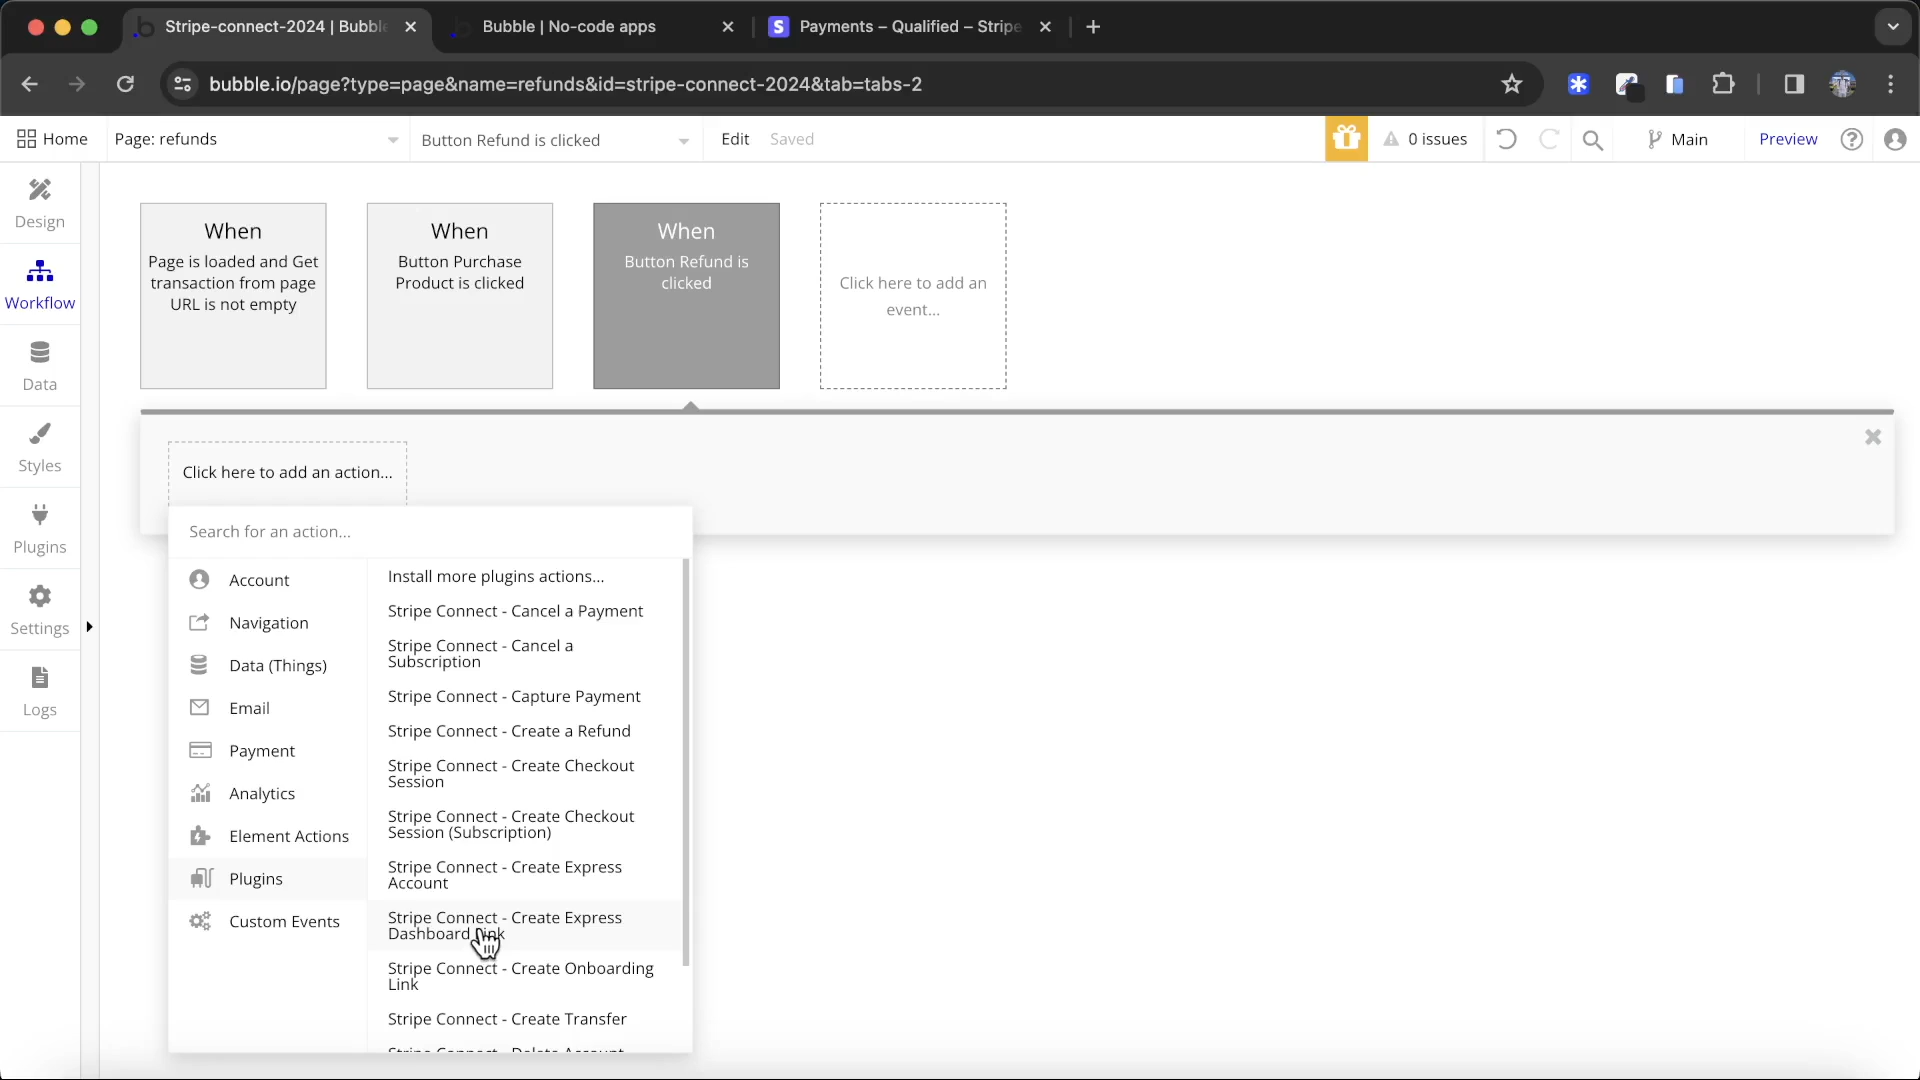 Stripe-connect-2024 | Bubble
Bubble | No-code apps
Payments – Qualified – Stripe
bubble.io/page?type=page&name=refunds&id=stripe-connect-2024&tab=tabs-2
Home
Page: refunds
Button Refund is clicked
Edit
Saved
0 issues
Main
Preview
Design
Workflow
Data
Styles
Plugins
Settings
Logs
When
Page is loaded and Get
transaction from page
URL is not empty
When
Button Purchase
Product is clicked
When
Button Refund is
clicked
Click here to add an
event...
Click here to add an action...
Search for an action...
Account
Navigation
Data (Things)
Email
Payment
Analytics
Element Actions
Plugins
Custom Events
Install more plugins actions...
Stripe Connect - Cancel a Payment
Stripe Connect - Cancel a
Subscription
Stripe Connect - Capture Payment
Stripe Connect - Create a Refund
Stripe Connect - Create Checkout
Session
Stripe Connect - Create Checkout
Session (Subscription)
Stripe Connect - Create Express
Account
Stripe Connect - Create Express
Dashboard Link
Stripe Connect - Create Onboarding
Link
Stripe Connect - Create Transfer
Stripe Connect - Delete Account